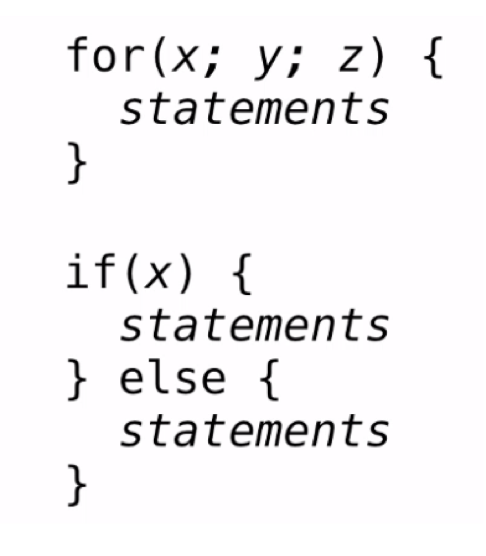 for(x; y; z) {
  statements
}

if(x) {
  statements
} else {
  statements
}